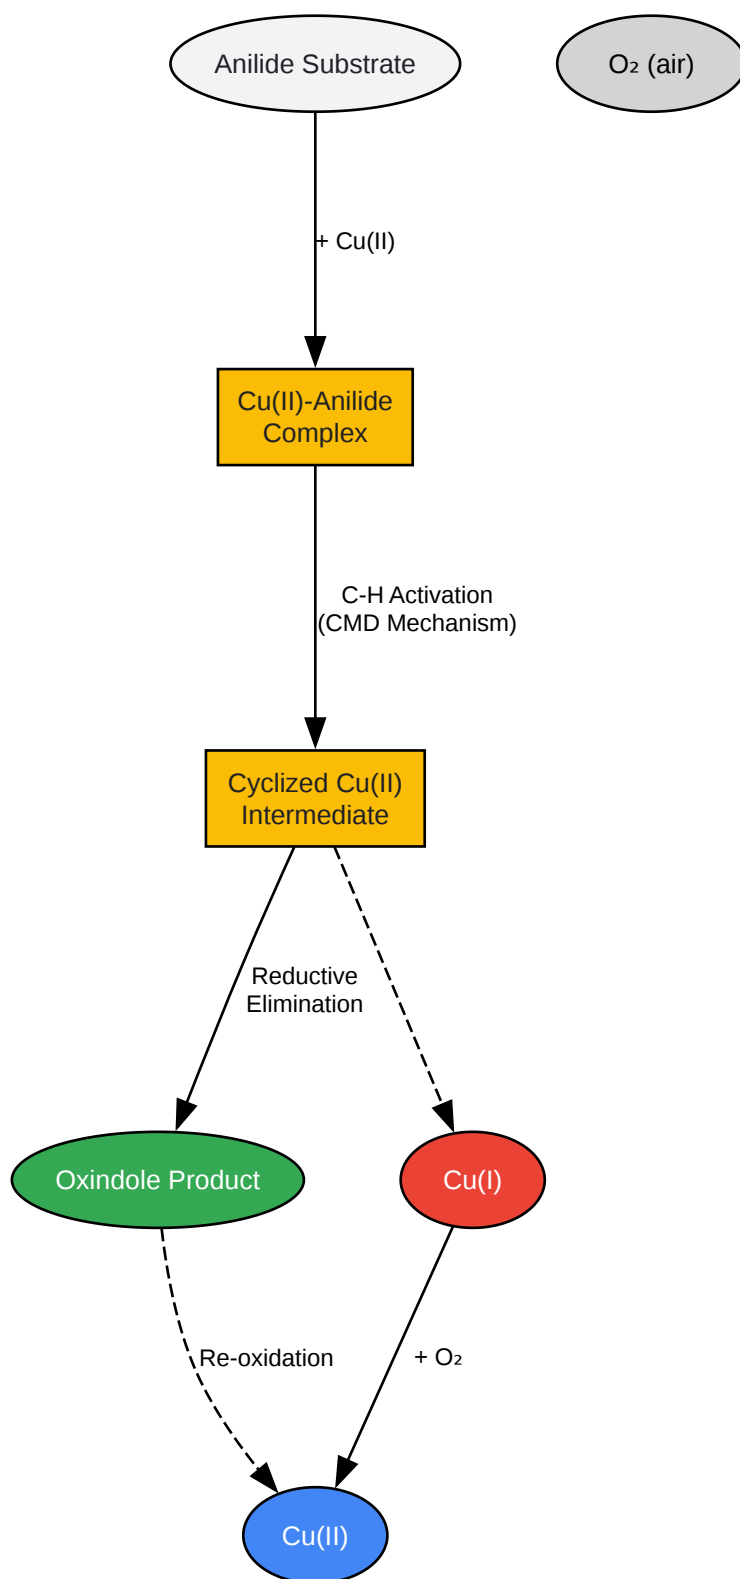 Anilide Substrate
O₂ (air)
+ Cu(II)
Cu(II)-Anilide
Complex
C-H Activation
(CMD Mechanism)
Cyclized Cu(II)
Intermediate
Reductive
Elimination
Oxindole Product
Cu(I)
Re-oxidation
+ O₂
Cu(II)